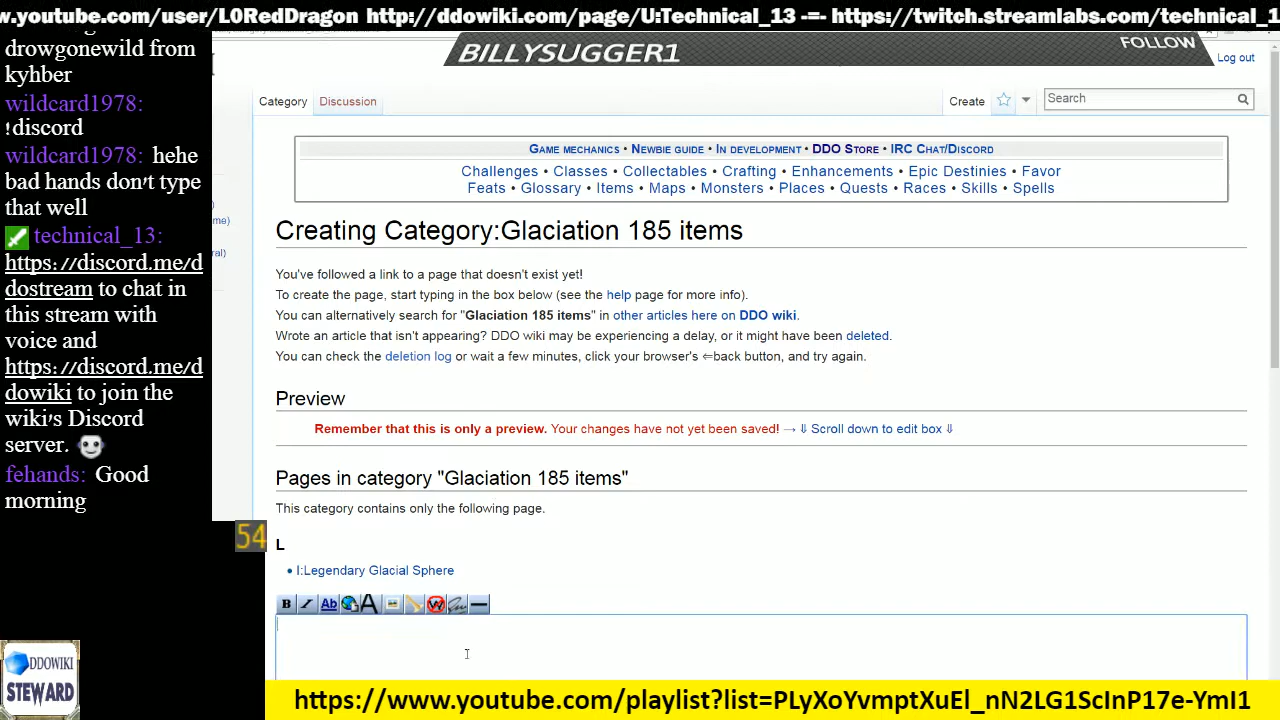 w.youtube.com/user/L0RedDragon http://ddowiki.com/page/U:Technical_13 -=- https://twitch.streamlabs.com/technical_1
drowgonewild from
kyhber
wildcard1978:
!discord
wildcard1978: hehe
bad hands don't type
that well
technical_13:
https://discord.me/d
dostream to chat in
this stream with
voice and
https://discord.me/d
dowiki to join the
wiki's Discord
server.
fehands: Good
morning
54
DDOWIKI
STEWARD
me)
ral)
BILLYSUGGER1
FOLLOW
Log out
Category Discussion Create Search
Game mechanics • Newbie guide • In development • DDO Store • IRC Chat/Discord
Challenges • Classes • Collectables • Crafting • Enhancements • Epic Destinies • Favor
Feats • Glossary • Items • Maps • Monsters • Places • Quests • Races • Skills • Spells
Creating Category:Glaciation 185 items
You've followed a link to a page that doesn't exist yet!
To create the page, start typing in the box below (see the help page for more info).
You can alternatively search for "Glaciation 185 items" in other articles here on DDO wiki.
Wrote an article that isn't appearing? DDO wiki may be experiencing a delay, or it might have been deleted.
You can check the deletion log or wait a few minutes, click your browser's ⇐back button, and try again.
Preview
Remember that this is only a preview. Your changes have not yet been saved! → ⇓ Scroll down to edit box ⇓
Pages in category "Glaciation 185 items"
This category contains only the following page.
L
• I:Legendary Glacial Sphere
B I Ab A W
https://www.youtube.com/playlist?list=PLyXoYvmptXuEl_nN2LG1ScInP17e-YmI1